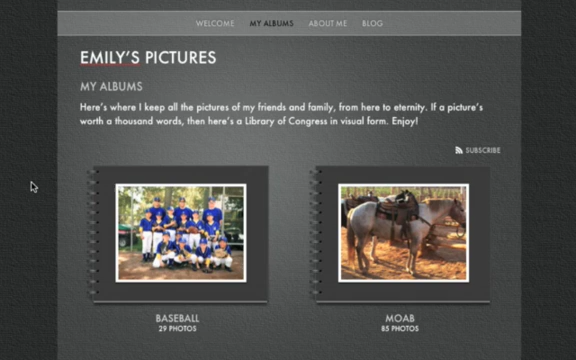 WELCOME MY ALBUMS ABOUT ME BLOG
EMILY'S PICTURES
MY ALBUMS
Here's where I keep all the pictures of my friends and family, from here to eternity. If a picture's
worth a thousand words, then here's a Library of Congress in visual form. Enjoy!
SUBSCRIBE
BASEBALL
29 PHOTOS
MOAB
85 PHOTOS